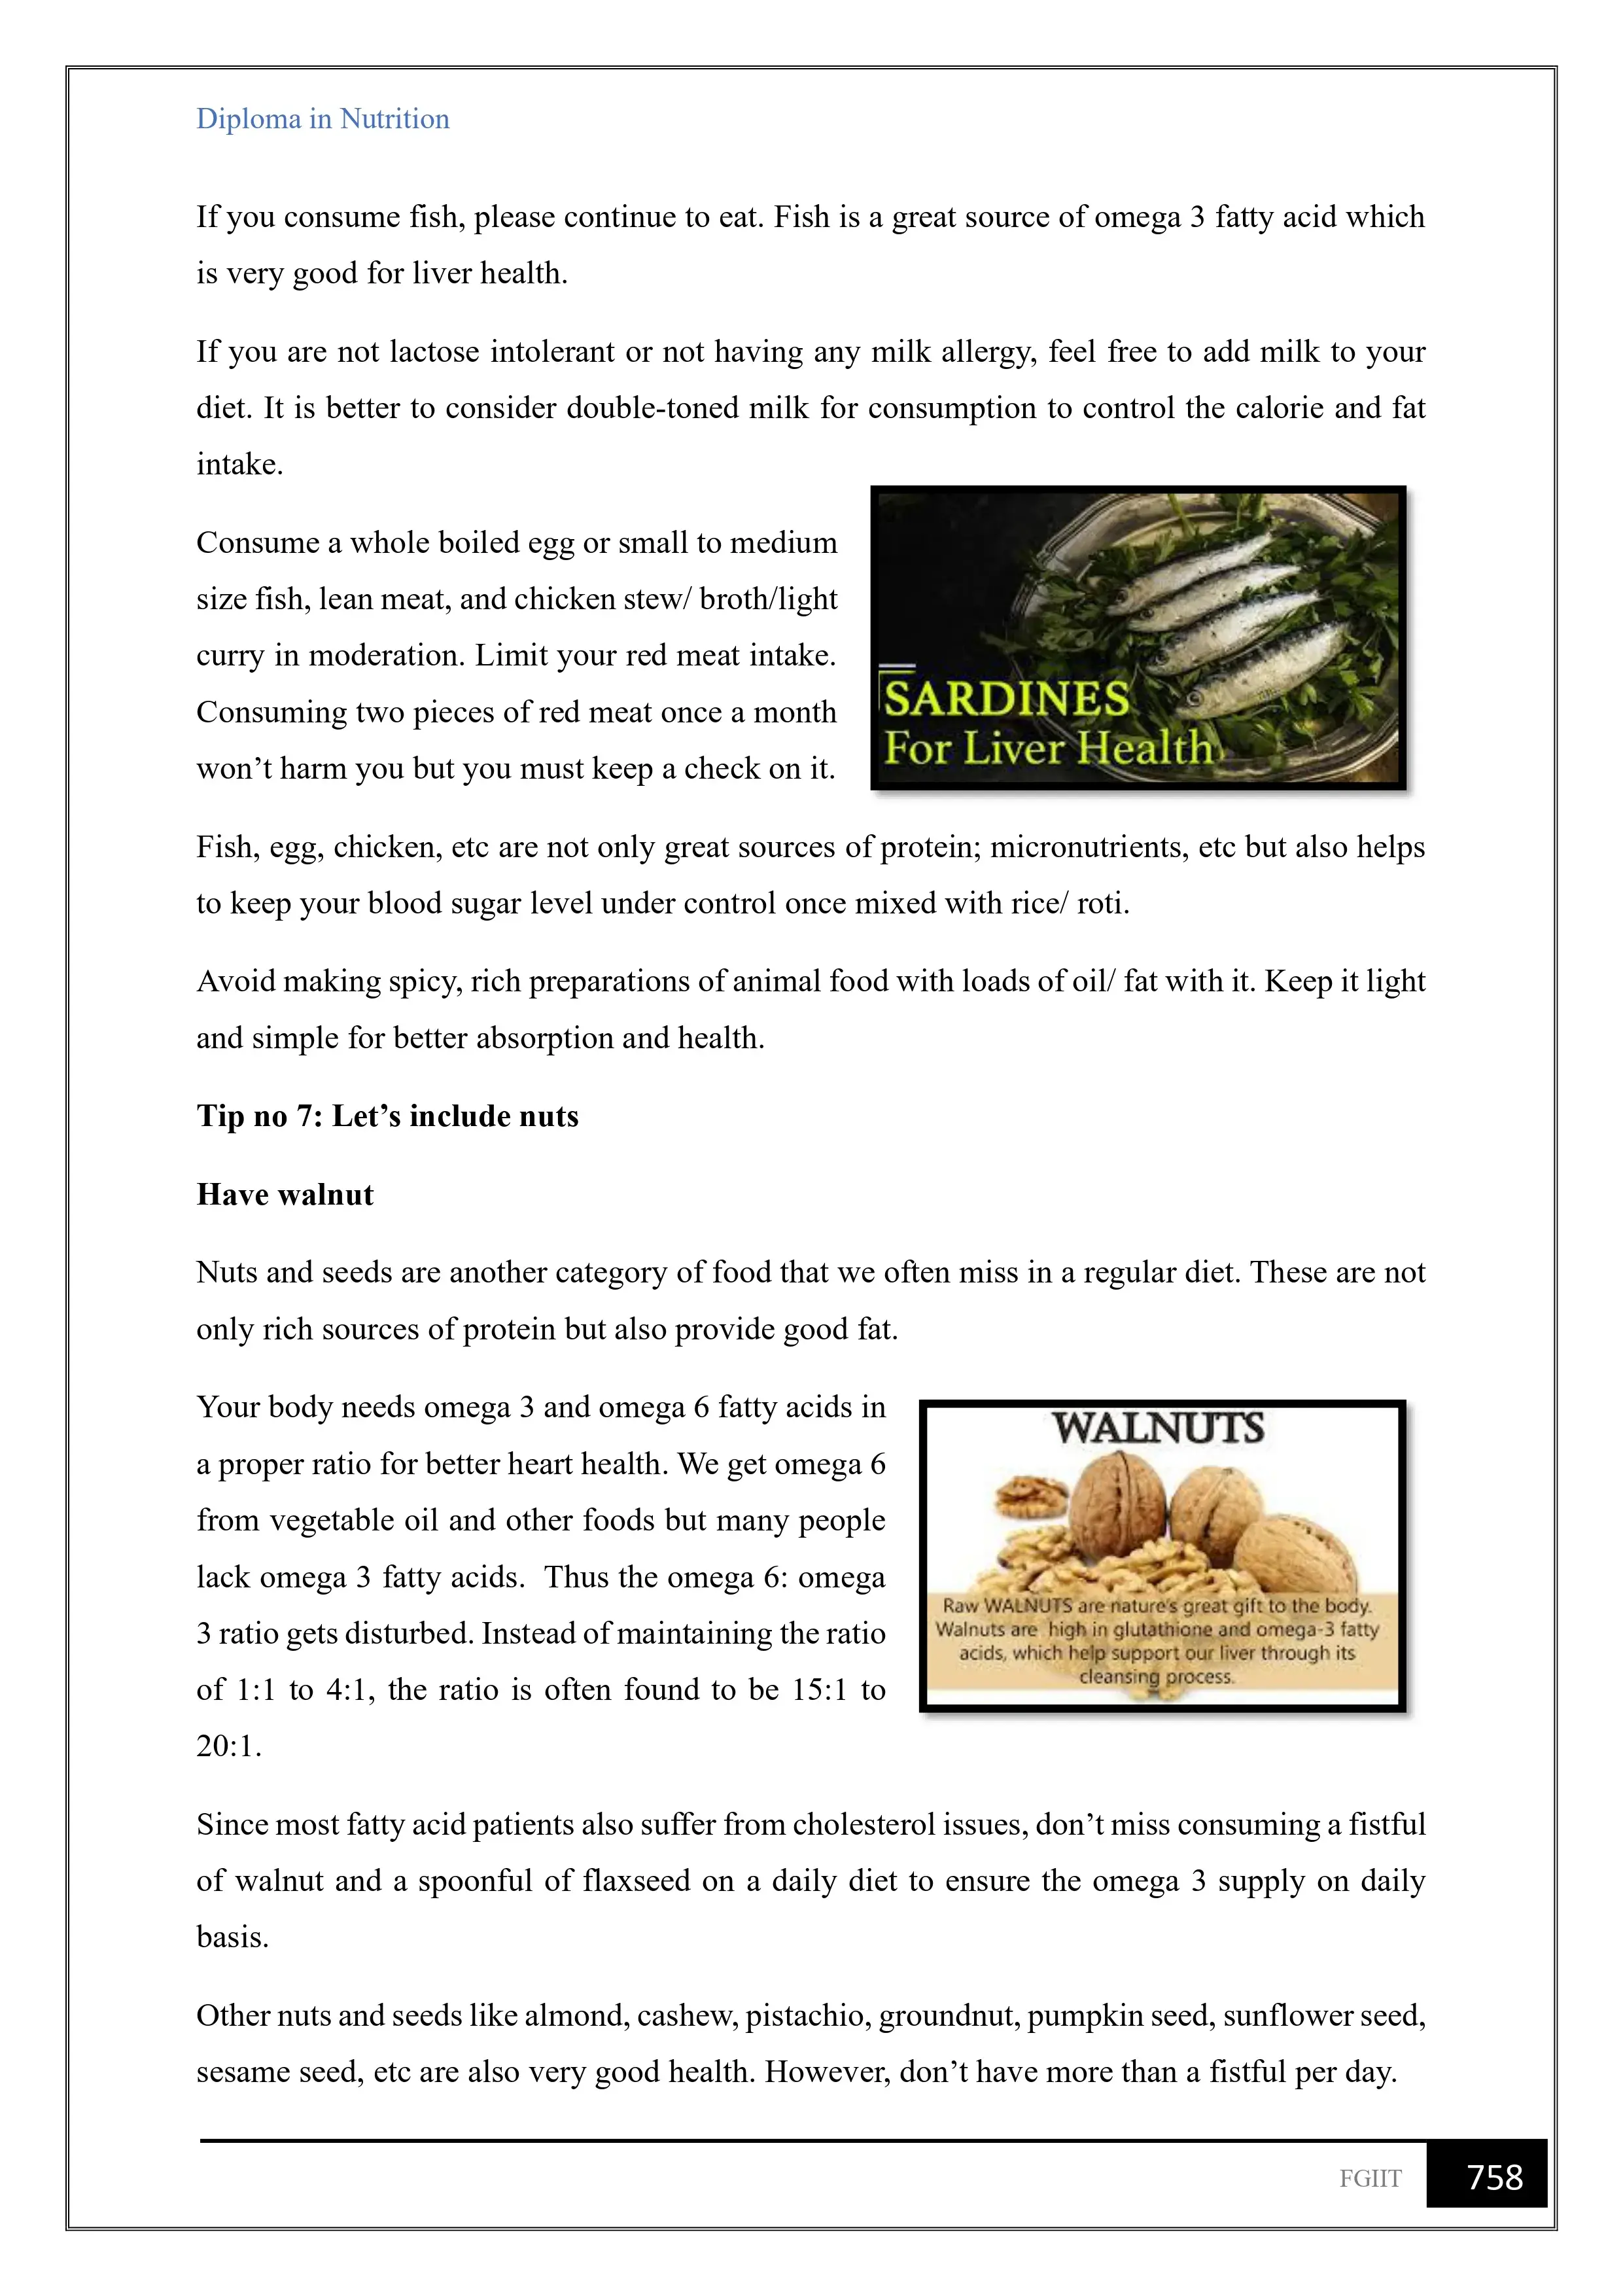 Diploma in Nutrition
If you consume fish, please continue to eat. Fish is a great source of omega 3 fatty acid which
is very good for liver health.
If you are not lactose intolerant or not having any milk allergy, feel free to add milk to your
diet. It is better to consider double-toned milk for consumption to control the calorie and fat
intake.
Consume a whole boiled egg or small to medium
size fish, lean meat, and chicken stew/ broth/light
curry in moderation. Limit your red meat intake.
Consuming two pieces of red meat once a month
won’t harm you but you must keep a check on it.
SARDINES
For Liver Health
Fish, egg, chicken, etc are not only great sources of protein; micronutrients, etc but also helps
to keep your blood sugar level under control once mixed with rice/ roti.
Avoid making spicy, rich preparations of animal food with loads of oil/ fat with it. Keep it light
and simple for better absorption and health.
Tip no 7: Let’s include nuts
Have walnut
Nuts and seeds are another category of food that we often miss in a regular diet. These are not
only rich sources of protein but also provide good fat.
Your body needs omega 3 and omega 6 fatty acids in
a proper ratio for better heart health. We get omega 6
from vegetable oil and other foods but many people
lack omega 3 fatty acids.  Thus the omega 6: omega
3 ratio gets disturbed. Instead of maintaining the ratio
of 1:1 to 4:1, the ratio is often found to be 15:1 to
20:1.
WALNUTS
Raw WALNUTS are nature's great gift to the body.
Walnuts are high in glutathione and omega-3 fatty
acids, which help support our liver through its
cleansing process.
Since most fatty acid patients also suffer from cholesterol issues, don’t miss consuming a fistful
of walnut and a spoonful of flaxseed on a daily diet to ensure the omega 3 supply on daily
basis.
Other nuts and seeds like almond, cashew, pistachio, groundnut, pumpkin seed, sunflower seed,
sesame seed, etc are also very good health. However, don’t have more than a fistful per day.
FGIIT
758